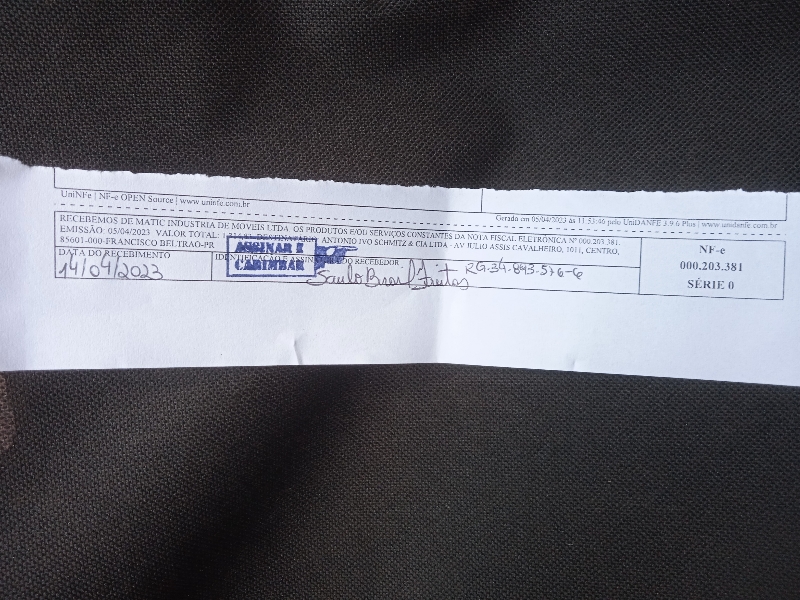 UniNFe | NF-e OPEN Source | www.uninfe.com.br
Gerado em 05/04/2023 às 11:53:46 pelo UniDANFE 3.9.6 Plus | www.unidanfe.com.br
RECEBEMOS DE MATIC INDUSTRIA DE MOVEIS LTDA OS PRODUTOS E/OU SERVIÇOS CONSTANTES DA NOTA FISCAL ELETRÔNICA Nº 000.203.381.
EMISSÃO: 05/04/2023 VALOR TOTAL: ANTONIO IVO SCHMITZ & CIA LTDA - AV JULIO ASSIS CAVALHEIRO, 1011, CENTRO,
85601-000-FRANCISCO BELTRAO-PR
ASSINAR E
CARIMBAR
DATA DO RECEBIMENTO
14/04/2023
IDENTIFICAÇÃO E DO RECEBEDOR
RG.34.893.576-6
NF-e
000.203.381
SÉRIE 0